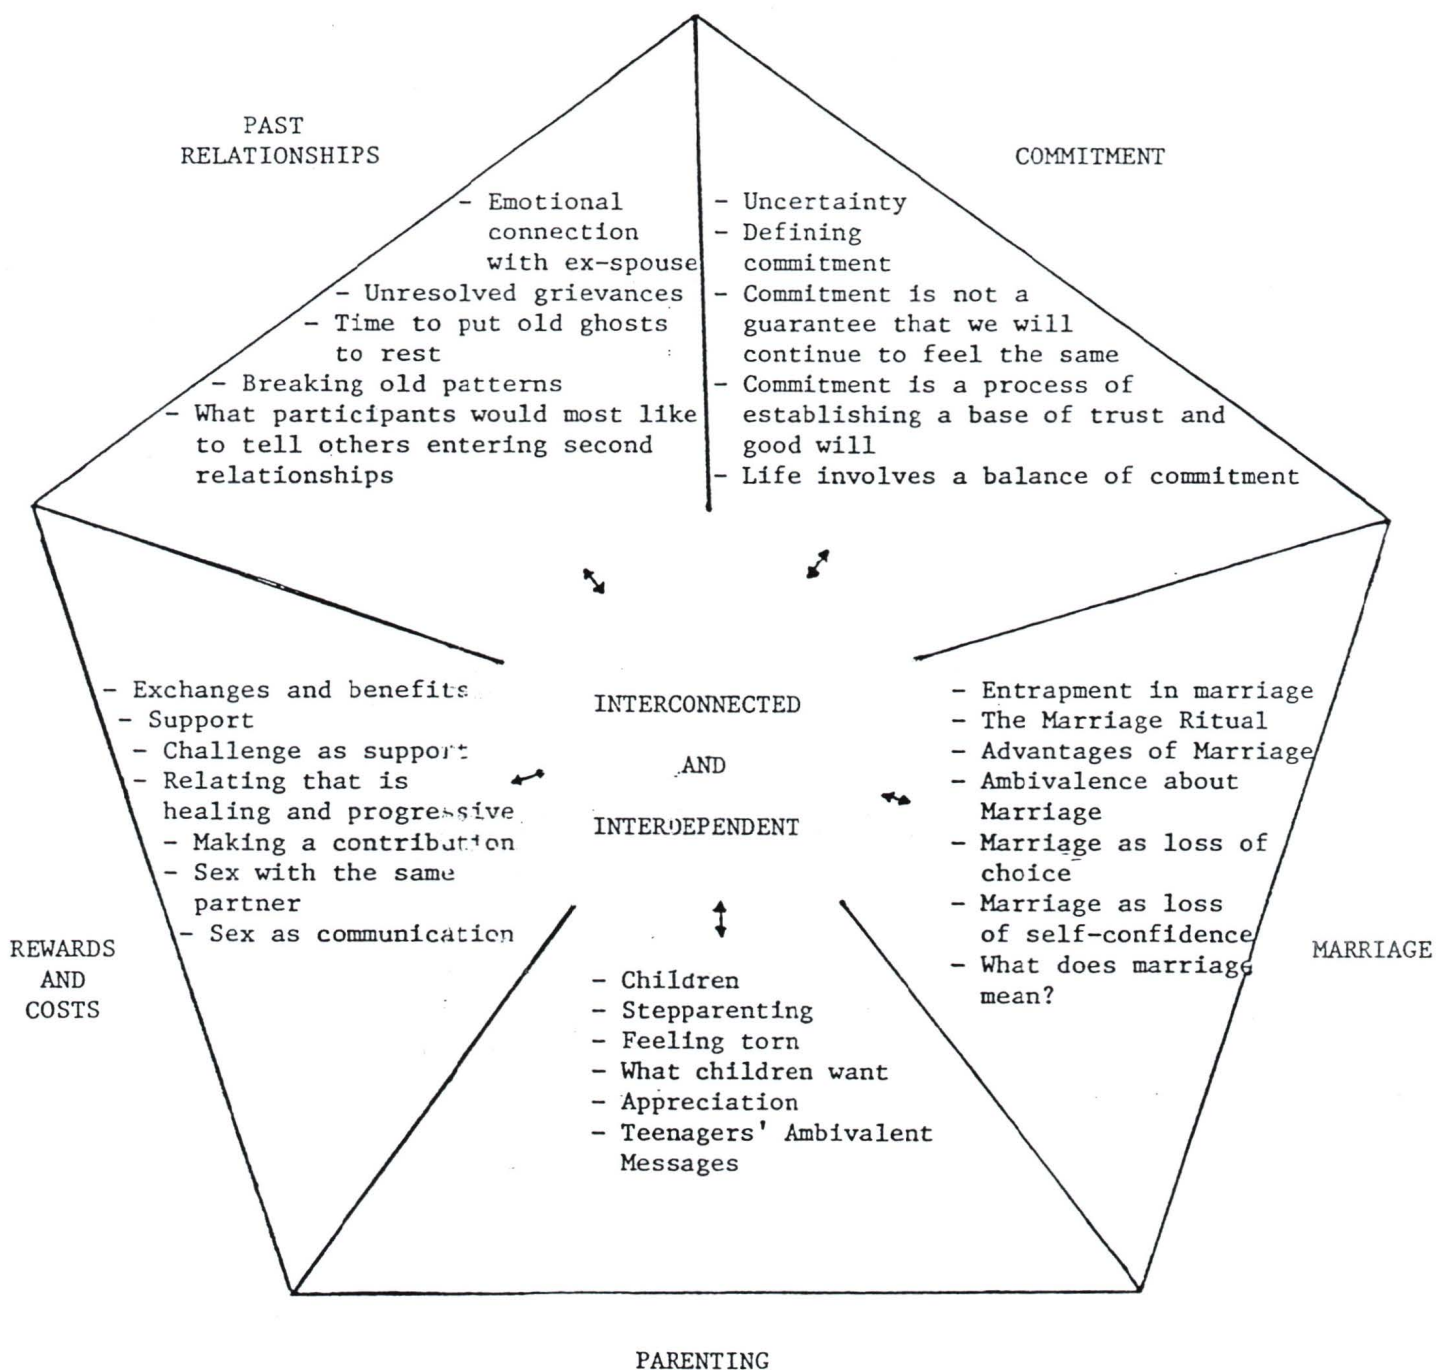 PAST
RELATIONSHIPS
- Emotional
connection
with ex-spouse
- Unresolved grievances
- Time to put old ghosts
to rest
- Breaking old patterns
- What participants would most like
to tell others entering second
relationships
COMMITMENT
- Uncertainty
- Defining
commitment
- Commitment is not a
guarantee that we will
continue to feel the same
- Commitment is a process of
establishing a base of trust and
good will
- Life involves a balance of commitment
REWARDS
AND
COSTS
- Exchanges and benefits
- Support
- Challenge as support
- Relating that is
healing and progressive
- Making a contribution
- Sex with the same
partner
- Sex as communication
INTERCONNECTED
AND
INTERDEPENDENT
- Entrapment in marriage
- The Marriage Ritual
- Advantages of Marriage
- Ambivalence about
Marriage
- Marriage as loss of
choice
- Marriage as loss
of self-confidence
- What does marriage
mean?
MARRIAGE
- Children
- Stepparenting
- Feeling torn
- What children want
- Appreciation
- Teenagers' Ambivalent
Messages
PARENTING